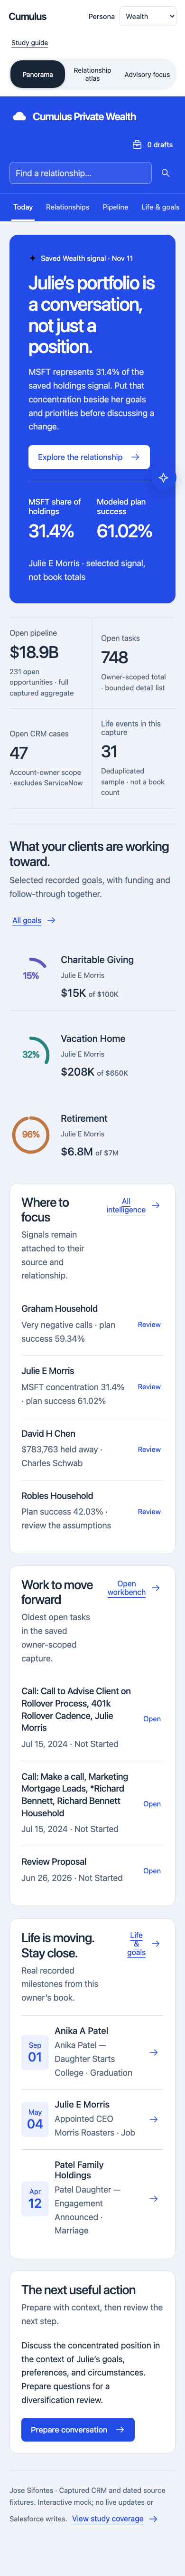 Cumulus
Persona
Wealth
Study guide
Panorama
Relationship
atlas
Advisory focus
Cumulus Private Wealth
0 drafts
Find a relationship...
Today
Relationships
Pipeline
Life & goals
Saved Wealth signal · Nov 11
Julie’s portfolio is
a conversation,
not just a
position.
MSFT represents 31.4% of the
saved holdings signal. Put that
concentration beside her goals
and priorities before discussing a
change.
Explore the relationship
MSFT share of
holdings
31.4%
Modeled plan
success
61.02%
Julie E Morris · selected signal,
not book totals
Open pipeline
$18.9B
231 open
opportunities · full
captured aggregate
Open tasks
748
Owner-scoped total
· bounded detail list
Open CRM cases
47
Account-owner scope
· excludes ServiceNow
Life events in this
capture
31
Deduplicated
sample · not a book
count
What your clients are working
toward.
Selected recorded goals, with funding and
follow-through together.
All goals
15%
Charitable Giving
Julie E Morris
$15K of $100K
32%
Vacation Home
Julie E Morris
$208K of $650K
96%
Retirement
Julie E Morris
$6.8M of $7M
Where to
focus
Signals remain
attached to their
source and
relationship.
All
intelligence
Graham Household
Very negative calls · plan
success 59.34%
Review
Julie E Morris
MSFT concentration 31.4%
· plan success 61.02%
Review
David H Chen
$783,763 held away ·
Charles Schwab
Review
Robles Household
Plan success 42.03% ·
review the assumptions
Review
Work to move
forward
Oldest open tasks
in the saved
owner-scoped
capture.
Open
workbench
Call: Call to Advise Client on
Rollover Process, 401k
Rollover Cadence, Julie
Morris
Jul 15, 2024 · Not Started
Open
Call: Make a call, Marketing
Mortgage Leads, *Richard
Bennett, Richard Bennett
Household
Jul 15, 2024 · Not Started
Open
Review Proposal
Jun 26, 2026 · Not Started
Open
Life is moving.
Stay close.
Real recorded
milestones from this
owner’s book.
Life
&
goals
Sep
01
Anika A Patel
Anika Patel —
Daughter Starts
College · Graduation
May
04
Julie E Morris
Appointed CEO
Morris Roasters · Job
Apr
12
Patel Family
Holdings
Patel Daughter —
Engagement
Announced ·
Marriage
The next useful action
Prepare with context, then review the
next step.
Discuss the concentrated position in
the context of Julie’s goals,
preferences, and circumstances.
Prepare questions for a
diversification review.
Prepare conversation
Jose Sifontes · Captured CRM and dated source
fixtures. Interactive mock; no live updates or
Salesforce writes. View study coverage